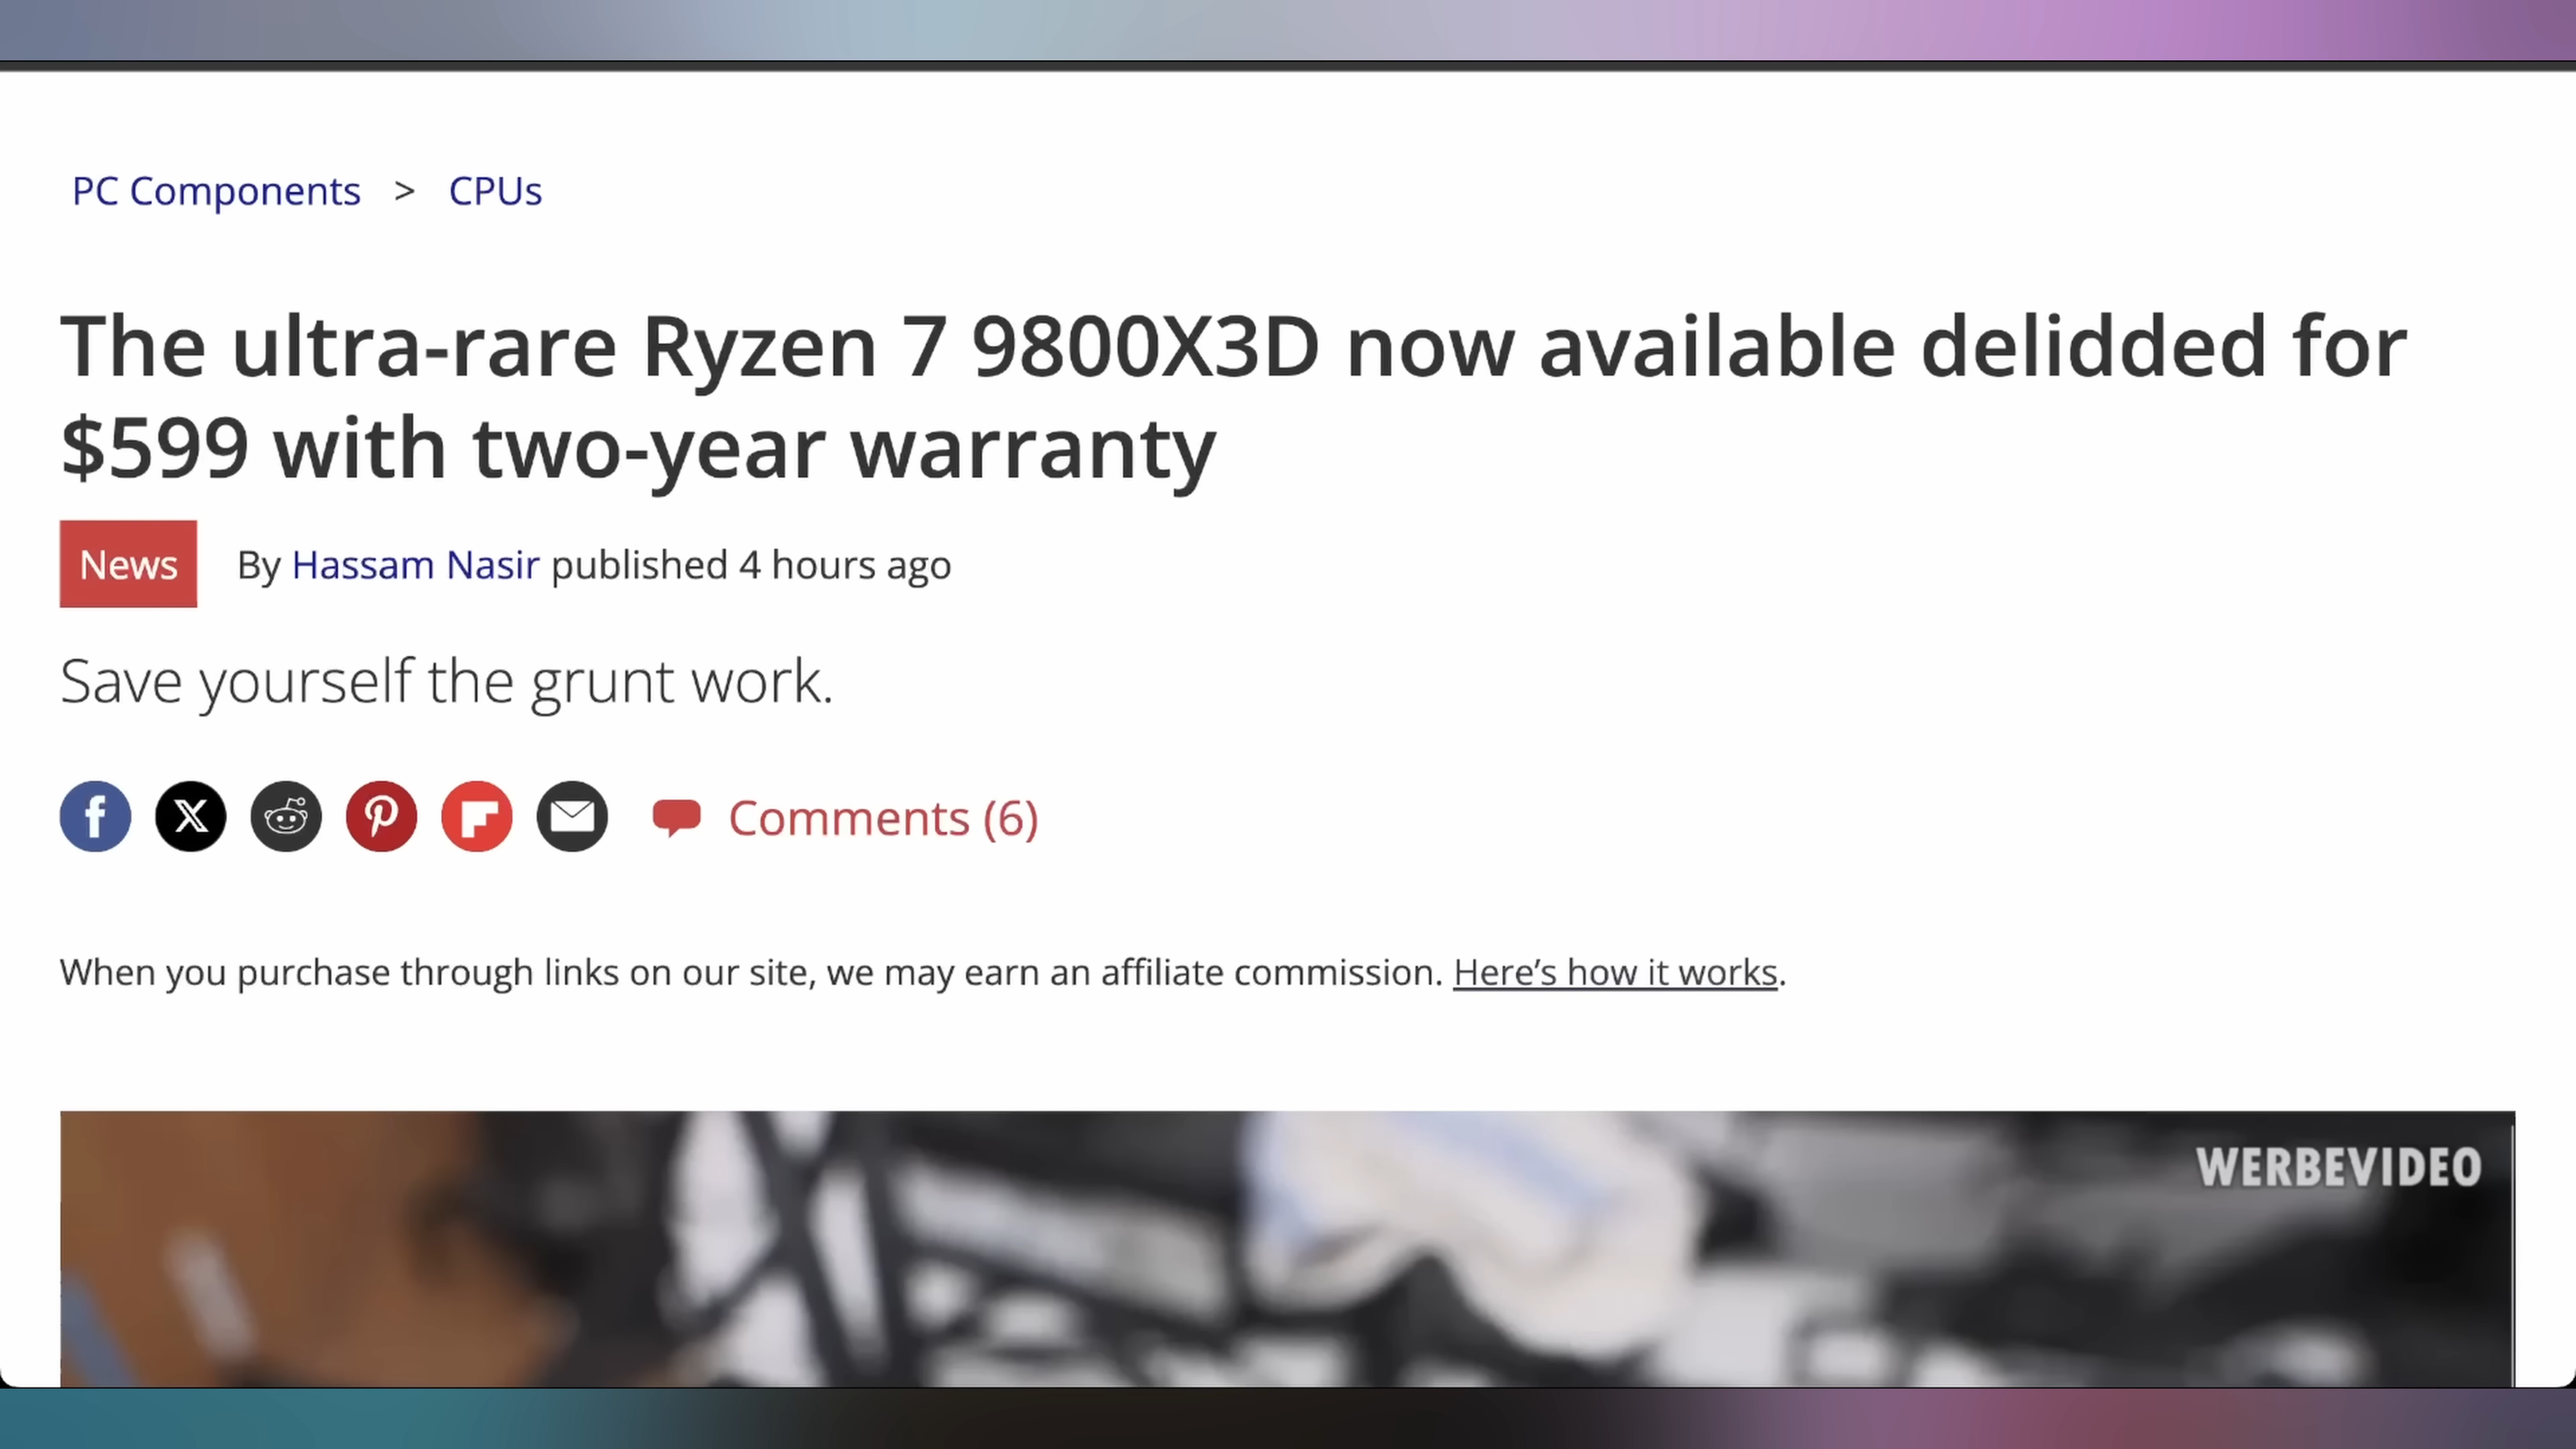 PC Components > CPUs
The ultra-rare Ryzen 7 9800X3D now available delidded for
$599 with two-year warranty
News By Hassam Nasir published 4 hours ago
Save yourself the grunt work.
Comments (6)
When you purchase through links on our site, we may earn an affiliate commission. Here’s how it works.
WERBEVIDEO